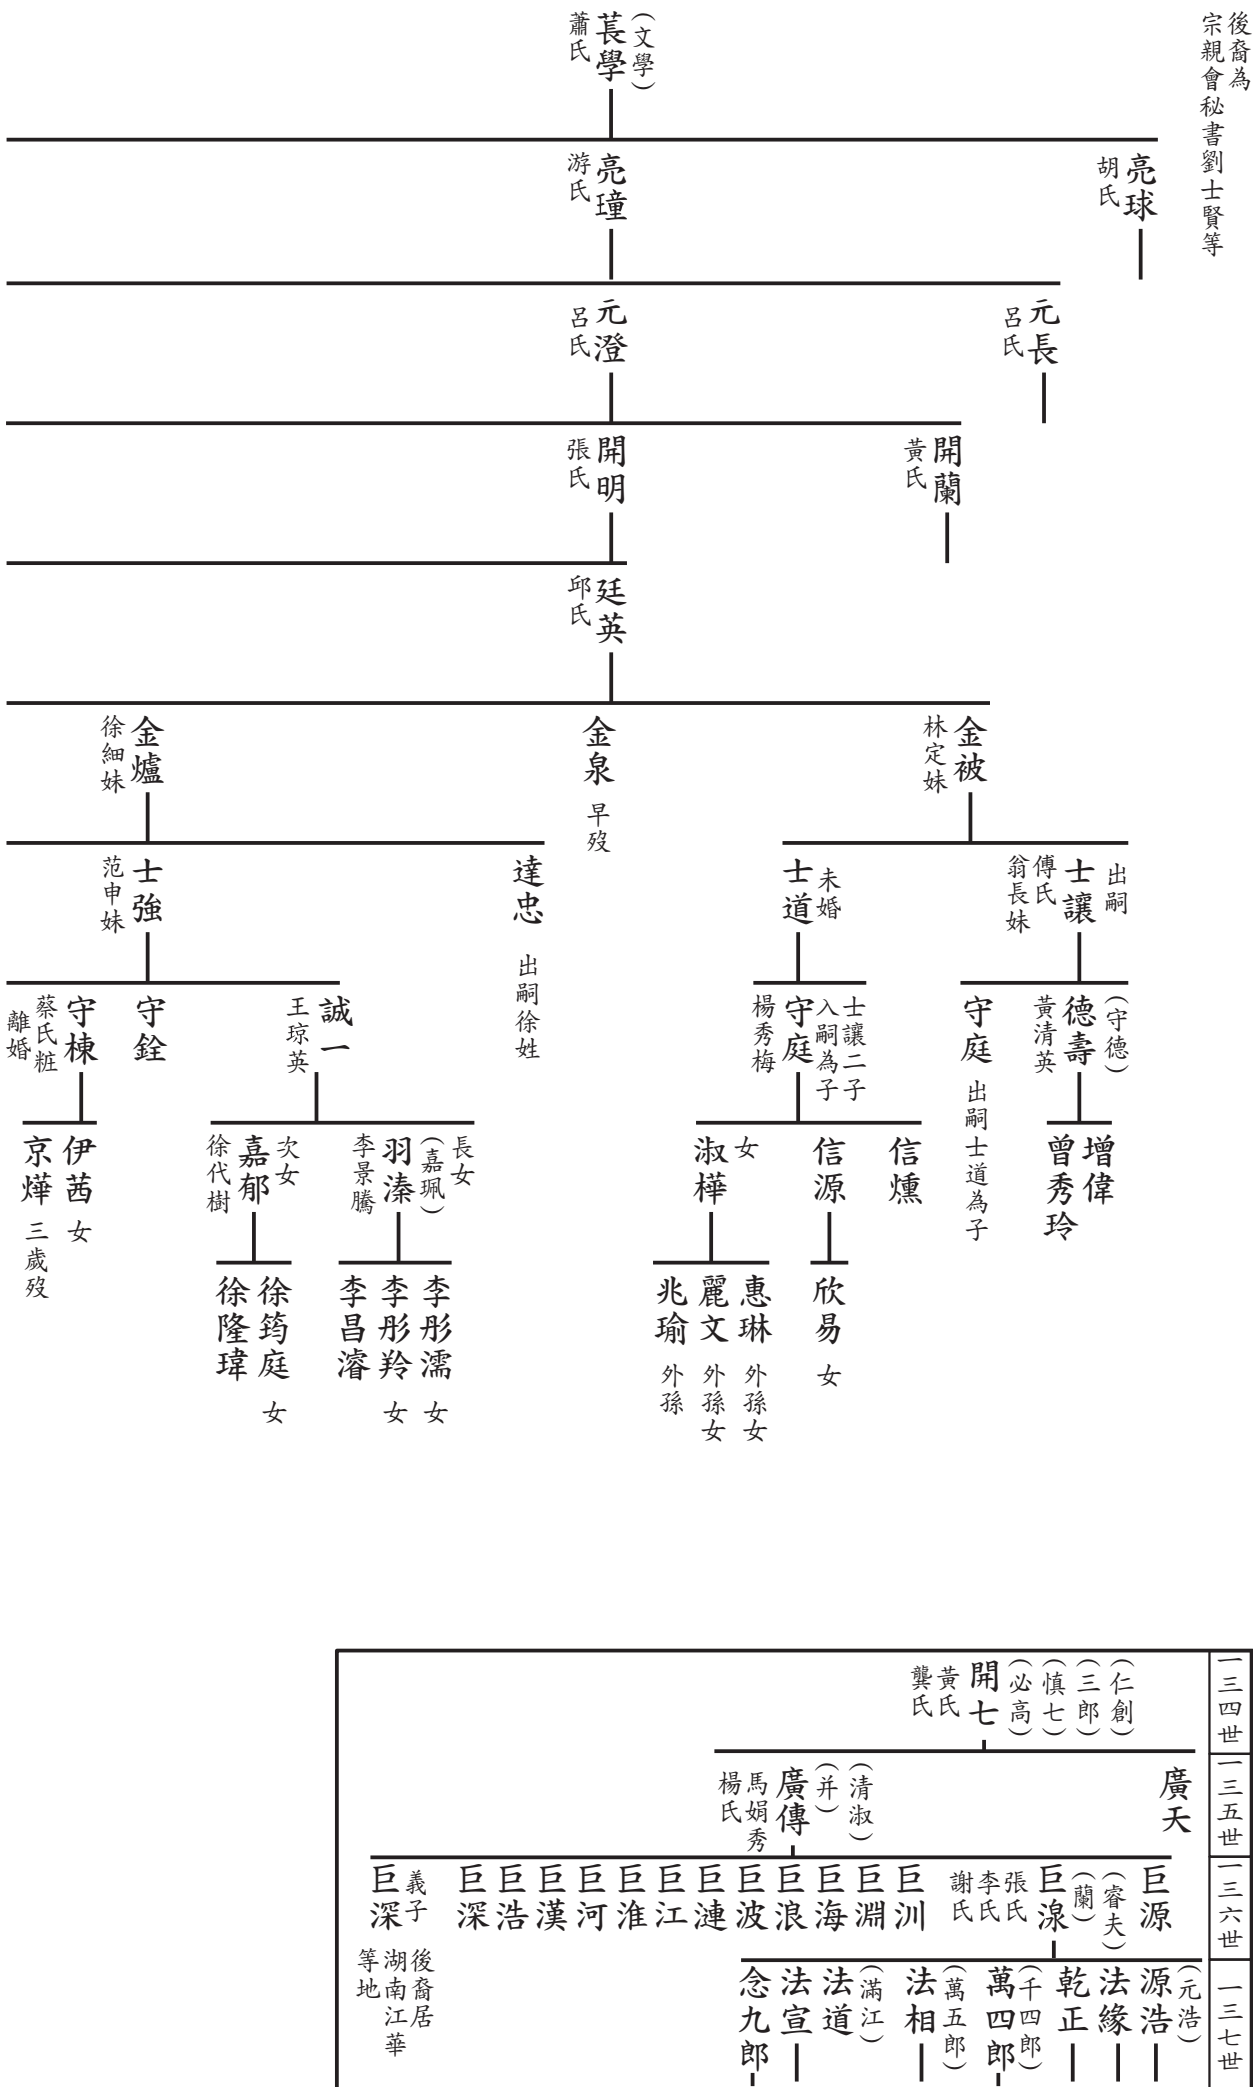 後裔為
宗親會秘書劉士賢等
(文學)
萇學
蕭氏
亮球
胡氏
亮瑾
游氏
元長
呂氏
元澄
呂氏
開蘭
黃氏
開明
張氏
廷英
邱氏
金被
林定妹
金泉 早歿
金爐
徐細妹
出嗣
士讓
傅氏
翁長妹
未婚
士道
達忠 出嗣徐姓
士強
范申妹
(守德)
德壽
黃清英
守庭 出嗣士道為子
士讓二子
入嗣為子
守庭
楊秀梅
誠一
王琼英
守銓
守棟
蔡氏粧
離婚
增偉
曾秀玲
信燻
信源
女
淑樺
長女
(嘉珮)
羽溱
李景騰
次女
嘉郁
徐代樹
伊茜 女
京燁 三歲歿
欣易 女
惠琳 外孫女
麗文 外孫女
兆瑜 外孫
李彤濡 女
李彤羚 女
李昌濬
徐筠庭 女
徐隆瑋
一三四世
(仁創)
(三郎)
(慎七)
(必高)
開七
黃氏
龔氏
一三五世
廣天
(清淑)
(并)
廣傳
馬娟秀
楊氏
一三六世
巨源
(睿夫)
(蘭)
巨湶
張氏
李氏
謝氏
巨汌
巨淵
巨海
巨浪
巨波
巨漣
巨江
巨淮
巨河
巨漢
巨浩
巨深
義子
巨深
後裔居
湖南江華
等地
一三七世
(元浩)
源浩
法緣
乾正
(千四郎)
萬四郎
(萬五郎)
法相
(滿江)
法道
法宣
念九郎